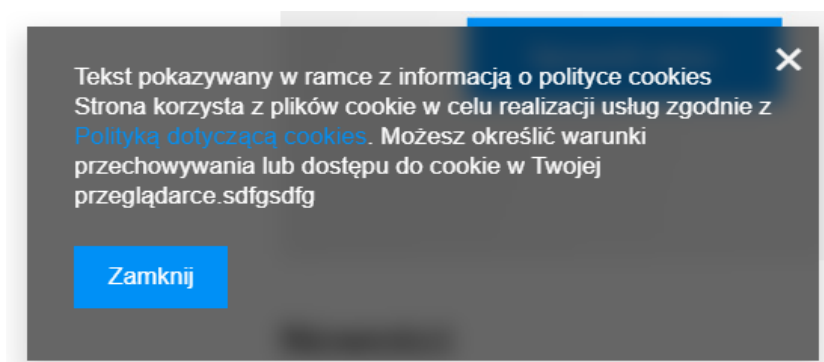 Tekst pokazywany w ramce z informacją o polityce cookies
Strona korzysta z plików cookie w celu realizacji usług zgodnie z
Polityką dotyczącą cookies. Możesz określić warunki
przechowywania lub dostępu do cookie w Twojej
przeglądarce.sdfgsdfg
Zamknij